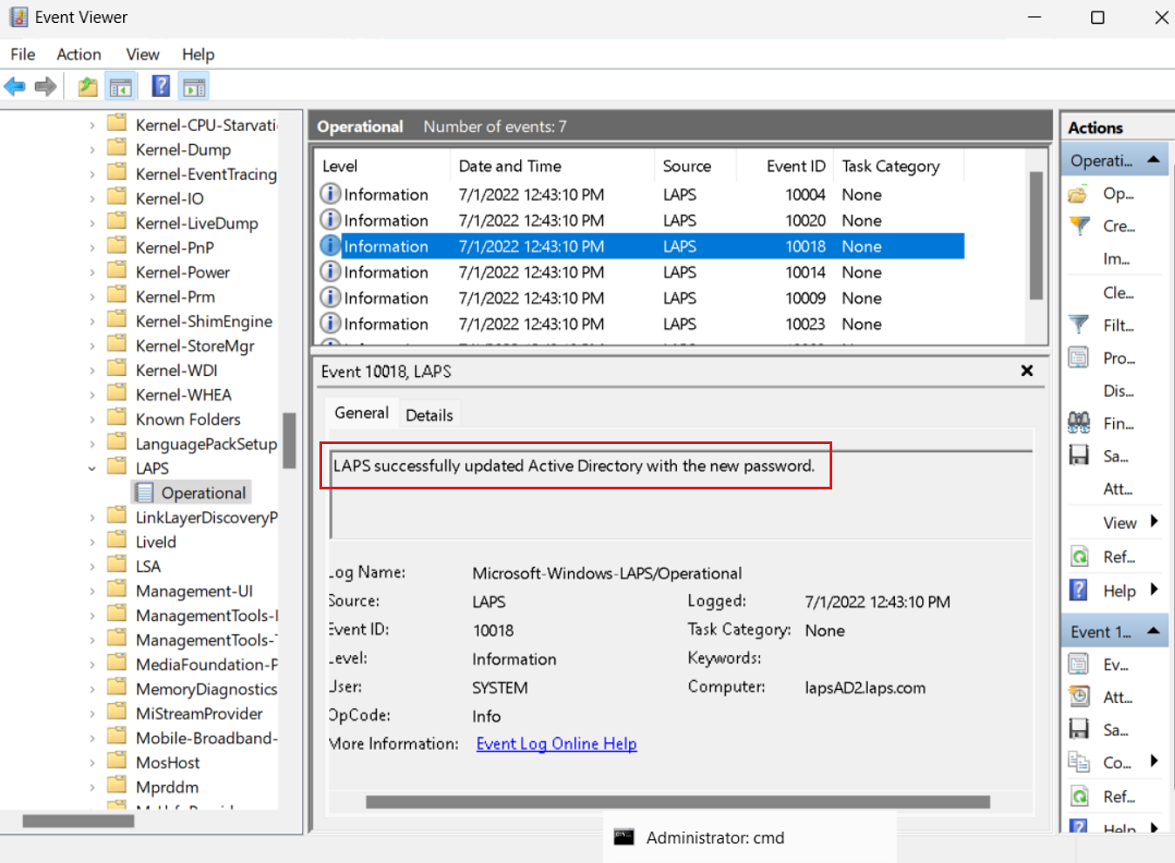 Event Viewer
File Action View Help
Kernel-CPU-Starvati
Kernel-Dump
Kernel-EventTracing
Kernel-IO
Kernel-LiveDump
Kernel-PnP
Kernel-Power
Kernel-Prm
Kernel-ShimEngine
Kernel-StoreMgr
Kernel-WDI
Kernel-WHEA
Known Folders
LanguagePackSetup
LAPS
Operational
LinkLayerDiscoveryP
LiveId
LSA
Management-UI
ManagementTools-
ManagementTools-
MediaFoundation-P
MemoryDiagnostics
MiStreamProvider
Mobile-Broadband-
MosHost
Mprddm
Operational Number of events: 7
Level Date and Time Source Event ID Task Category
Information 7/1/2022 12:43:10 PM LAPS 10004 None
Information 7/1/2022 12:43:10 PM LAPS 10020 None
Information 7/1/2022 12:43:10 PM LAPS 10018 None
Information 7/1/2022 12:43:10 PM LAPS 10014 None
Information 7/1/2022 12:43:10 PM LAPS 10009 None
Information 7/1/2022 12:43:10 PM LAPS 10023 None
Event 10018, LAPS
General Details
LAPS successfully updated Active Directory with the new password.
Log Name: Microsoft-Windows-LAPS/Operational
Source: LAPS Logged: 7/1/2022 12:43:10 PM
Event ID: 10018 Task Category: None
Level: Information Keywords:
User: SYSTEM Computer: lapsAD2.laps.com
OpCode: Info
More Information: Event Log Online Help
Actions
Operati...
Op...
Cre...
Im...
Cle...
Filt...
Pro...
Dis...
Fin...
Sa...
Att...
View
Ref...
Help
Event 1...
Ev...
Att...
Sa...
Co...
Ref...
Help
Administrator: cmd